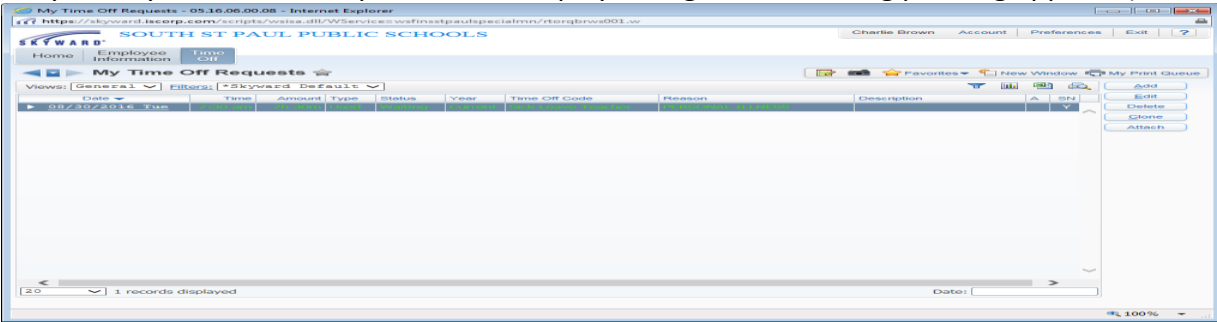 My Time Off Requests - 05.16.06.00.08 - Internet Explorer
https://skyward.iscorp.com/scripts/wsisa.dll/WService=wsfinsstpaulspecialmn/rtorqbrws001.w
SKYWARD SOUTH ST PAUL PUBLIC SCHOOLS Charlie Brown Account Preferences Exit ?
Home Employee Information Time Off
My Time Off Requests Favorites New Window My Print Queue
Views: General Filters: *Skyward Default
Date Time Amount Type Status Year Time Off Code Reason Description A SN
08/30/2016 Tue Y
Add
Edit
Delete
Clone
Attach
20 1 records displayed Date:
100%